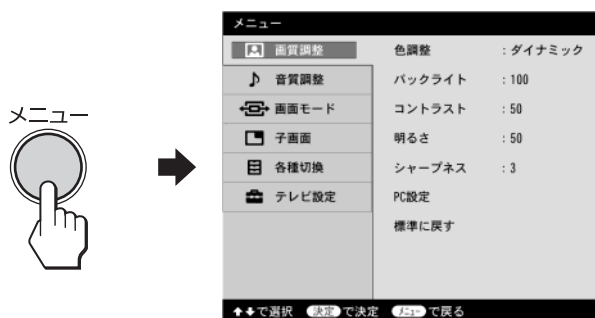 メニュー
メニュー
画質調整
音質調整
画面モード
子画面
各種切換
テレビ設定
色調整 :ダイナミック
バックライト :100
コントラスト :50
明るさ :50
シャープネス :3
PC設定
標準に戻す
で選択 決定で決定 メニューで戻る